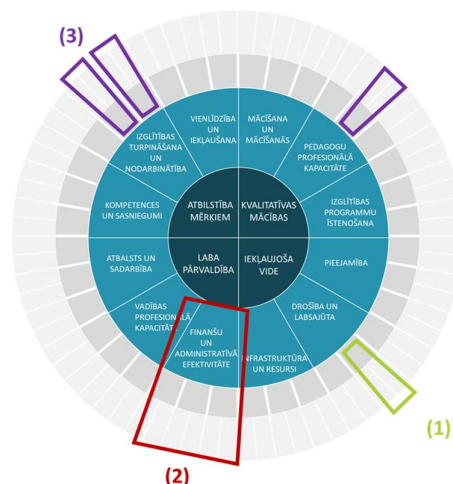 (3)
VIENLĪDZĪBA
UN
IEKĻAUŠANA
MĀCĪŠANA
UN
MĀCĪŠANĀS
IZGLĪTĪBAS
TURPINĀŠANA
UN
NODARBINĀTĪBA
PEDAGOGU
PROFESIONĀLĀ
KAPACITĀTE
KOMPETENCES
UN SASNIEGUMI
ATBILSTĪBA
MĒRĶIEM
KVALITATĪVAS
MĀCĪBAS
IZGLĪTĪBAS
PROGRAMMU
ĪSTENOŠANA
ATBALSTS UN
SADARBĪBA
LABA
PĀRVALDĪBA
IEKĻAUJOŠA
VIDE
PIEEJAMĪBA
VADĪBAS
PROFESIONĀLĀ
KAPACITĀTE
FINANŠU
UN
ADMINISTRATĪVĀ
EFEKTIVITĀTE
INFRASTRUKTŪRA
UN RESURSI
DROŠĪBA UN
LABSAJŪTA
(1)
(2)